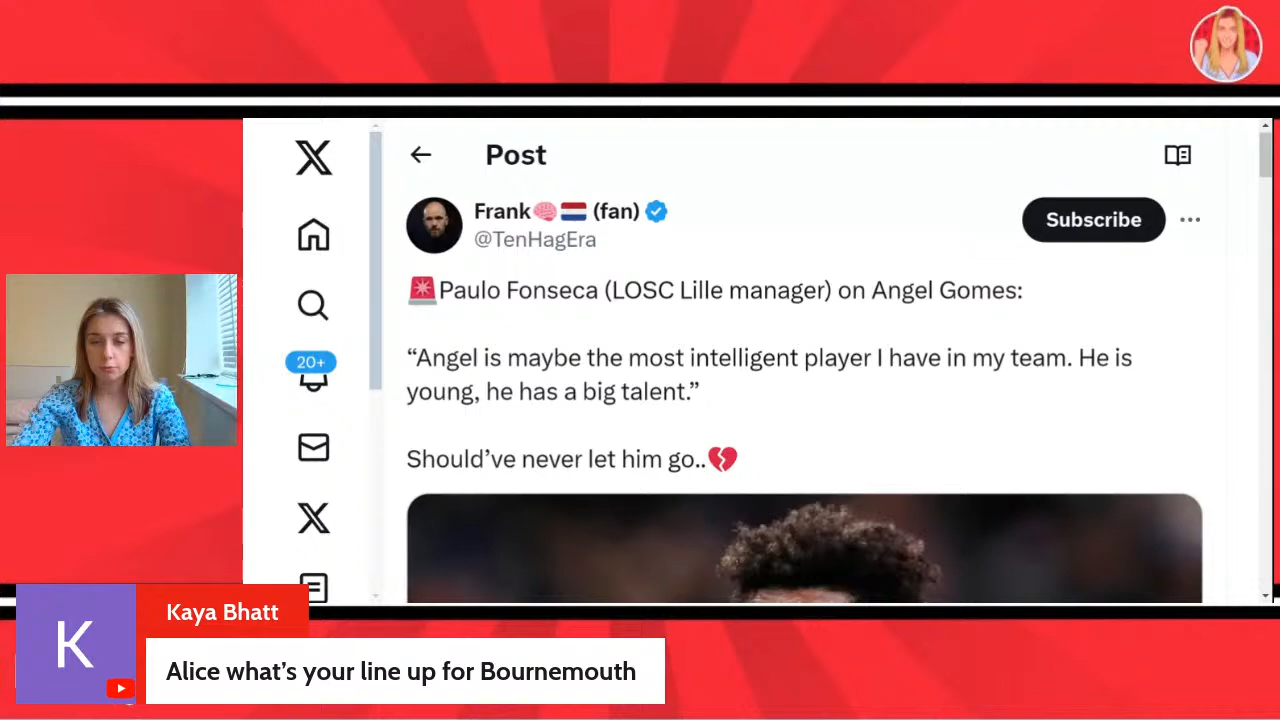 Post
Frank🧠🇳🇱 (fan)
@TenHagEra
Subscribe
🚨Paulo Fonseca (LOSC Lille manager) on Angel Gomes:
“Angel is maybe the most intelligent player I have in my team. He is
young, he has a big talent.”
Should’ve never let him go..💔
20+
K
Kaya Bhatt
Alice what’s your line up for Bournemouth